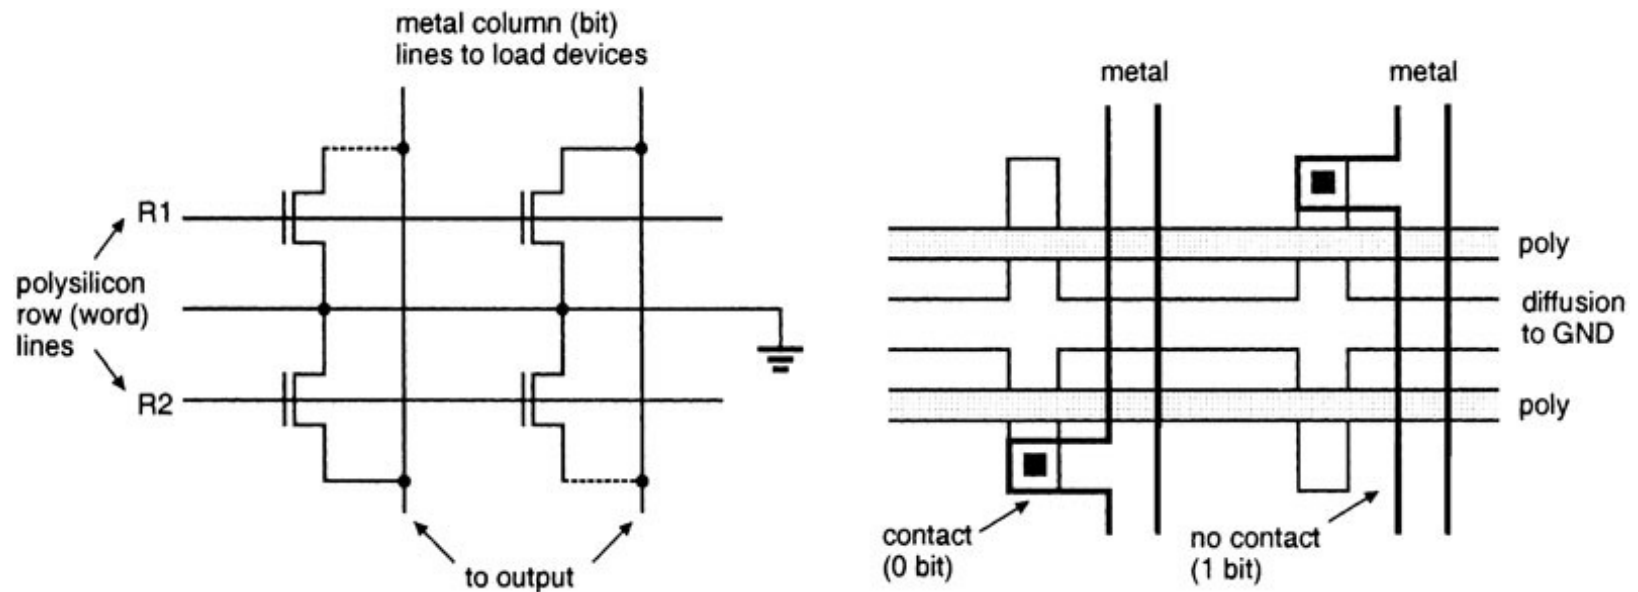 metal column (bit)
lines to load devices
R1
polysilicon
row (word)
lines
R2
to output
metal
metal
poly
diffusion
to GND
poly
contact
(0 bit)
no contact
(1 bit)